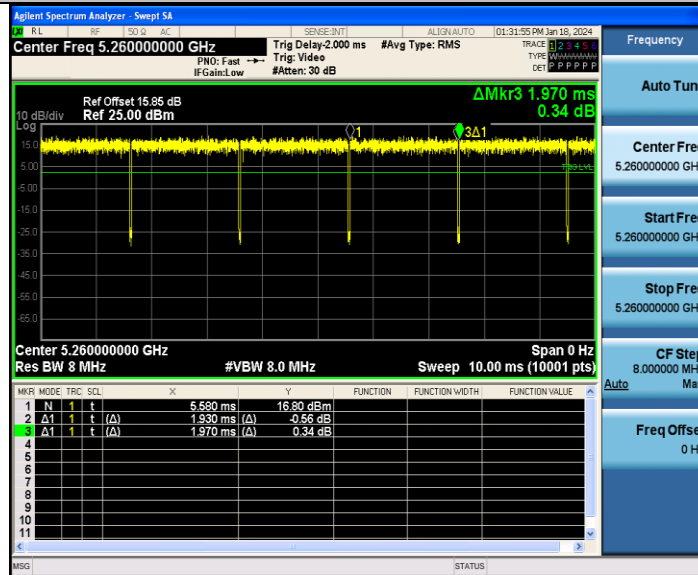 Agilent Spectrum Analyzer - Swept SA
RL RF 50 Ω AC SENSE:INT ALIGN AUTO 01:31:55 PM Jan 18, 2024
Center Freq 5.260000000 GHz
PNO: Fast
IFGain:Low
Trig Delay-2.000 ms
Trig: Video
#Atten: 30 dB
#Avg Type: RMS
TRACE 1 2 3 4 5 6
TYPE
DET P P P P P P
Frequency
Auto Tun
Center Fre
5.260000000 GH
Start Fre
5.260000000 GH
Stop Fre
5.260000000 GH
CF Step
8.000000 MH
Auto Ma
Freq Offse
0 H
ΔMkr3 1.970 ms
0.34 dB
Ref Offset 15.85 dB
10 dB/div Ref 25.00 dBm
Log
1
3Δ1
15.0
5.00
TRIG LVL
-5.00
-15.0
-25.0
-35.0
-45.0
-55.0
-65.0
Center 5.260000000 GHz Span 0 Hz
Res BW 8 MHz #VBW 8.0 MHz Sweep 10.00 ms (10001 pts)
MKR MODE TRC SCL X Y FUNCTION FUNCTION WIDTH FUNCTION VALUE
1 N 1 t 5.580 ms 16.80 dBm
2 Δ1 1 t (Δ) 1.930 ms (Δ) -0.56 dB
3 Δ1 1 t (Δ) 1.970 ms (Δ) 0.34 dB
4
5
6
7
8
9
10
11
MSG STATUS